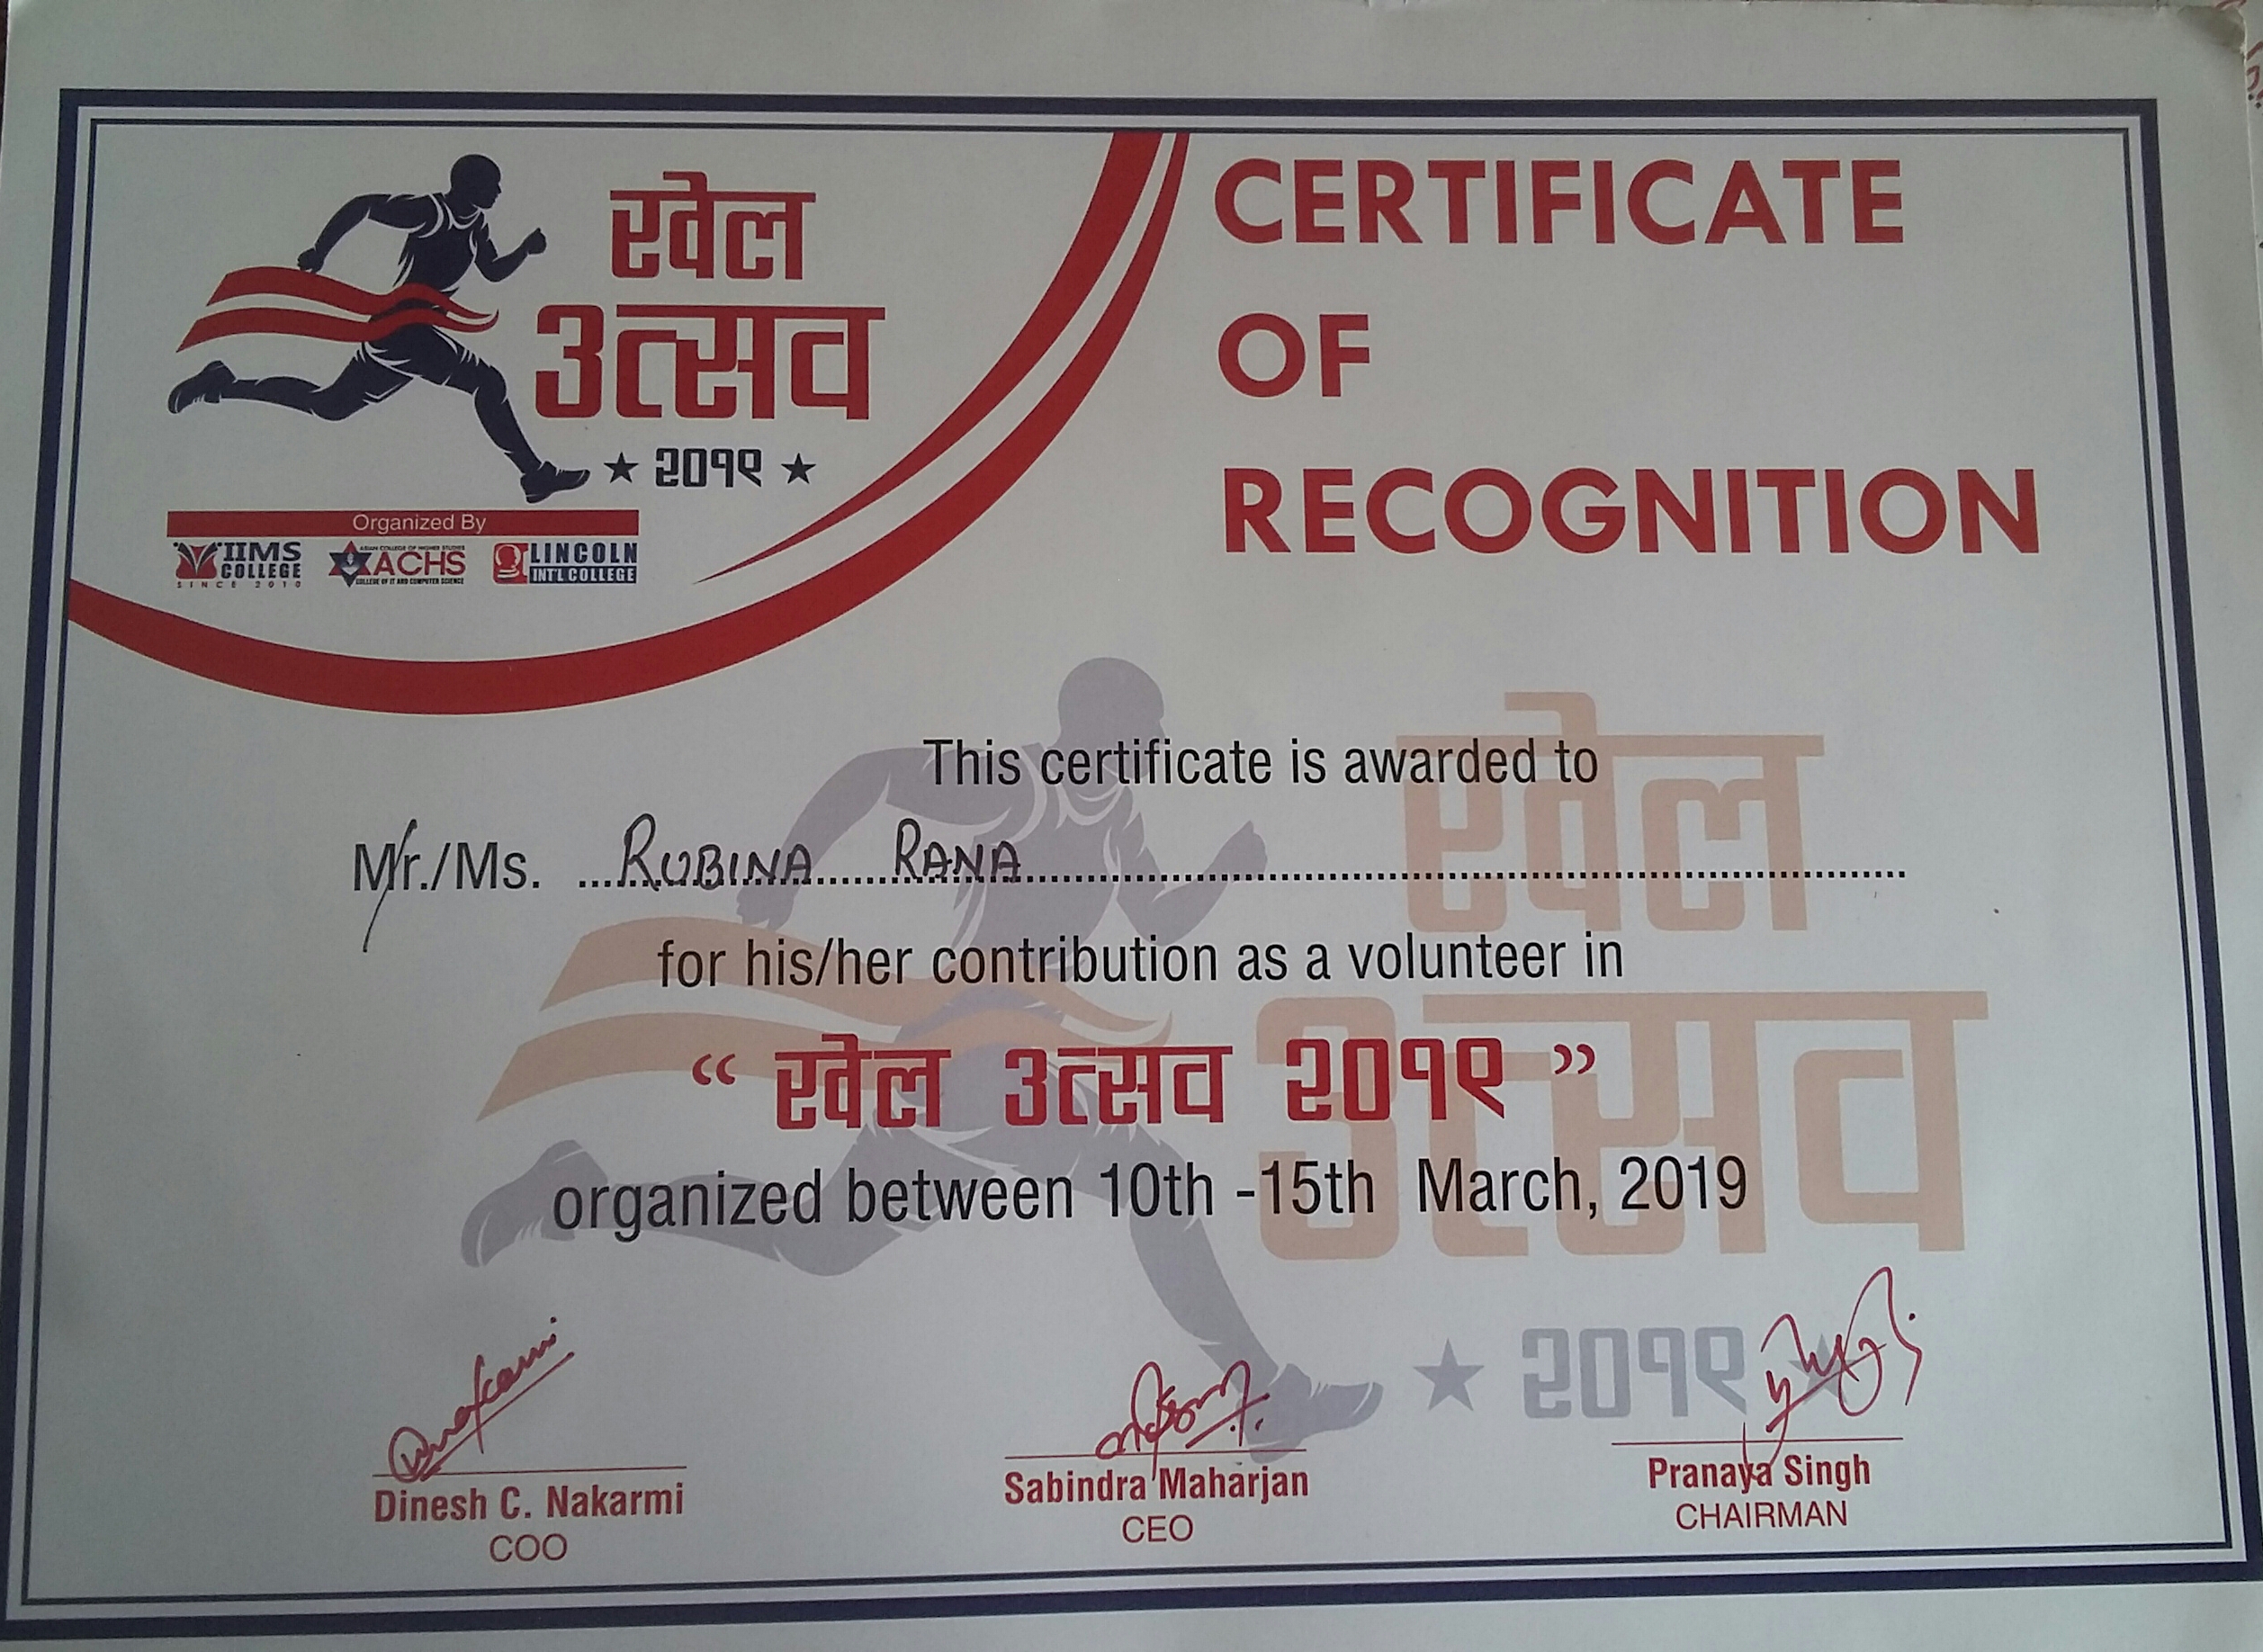 खेल
उत्सव
★ २०१९ ★
Organized By
IIMS
COLLEGE
SINCE 2010
ASIAN COLLEGE OF HIGHER STUDIES
ACHS
COLLEGE OF IT AND COMPUTER SCIENCE
LINCOLN
INT'L COLLEGE
CERTIFICATE
OF
RECOGNITION
This certificate is awarded to
Mr./Ms. ...RUBINA RANA...
for his/her contribution as a volunteer in
“ खेल उत्सव २०१९ ”
organized between 10th -15th March, 2019
खेल
उत्सव
★ २०१९ ★
Dinesh C. Nakarmi
COO
Sabindra Maharjan
CEO
Pranaya Singh
CHAIRMAN